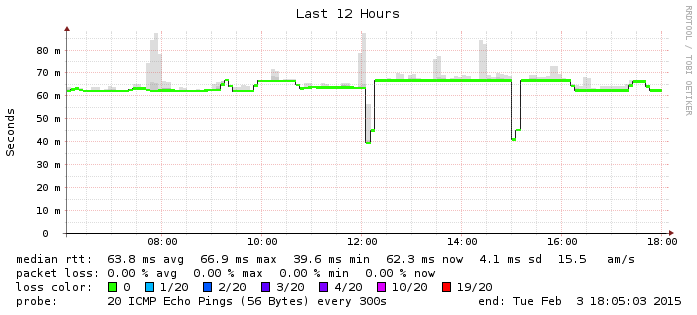 Last 12 Hours
RRDTOOL / TOBI OETIKER
Seconds
80 m
70 m
60 m
50 m
40 m
30 m
20 m
10 m
0
08:00 10:00 12:00 14:00 16:00 18:00
median rtt: 63.8 ms avg 66.9 ms max 39.6 ms min 62.3 ms now 4.1 ms sd 15.5 am/s
packet loss: 0.00 % avg 0.00 % max 0.00 % min 0.00 % now
loss color: 0 1/20 2/20 3/20 4/20 10/20 19/20
probe: 20 ICMP Echo Pings (56 Bytes) every 300s end: Tue Feb 3 18:05:03 2015